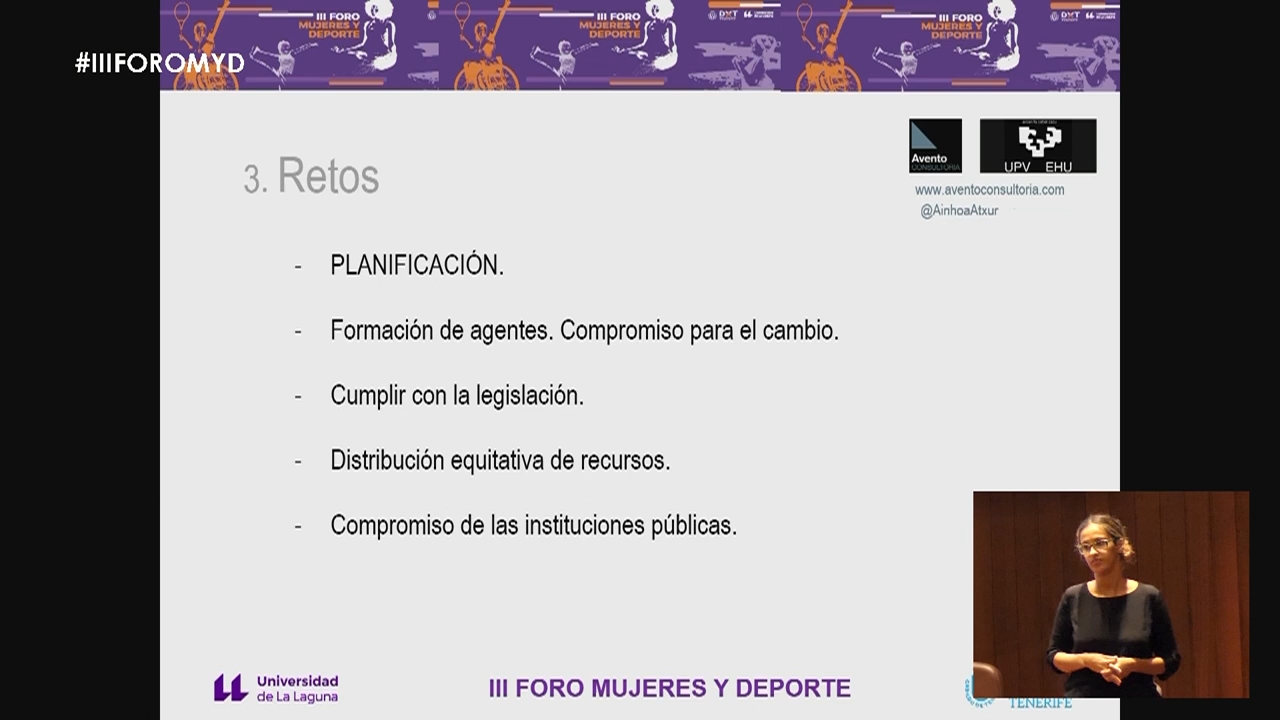 #IIIFOROMYD
III FORO
MUJERES Y
DEPORTE
III FORO
MUJERES Y
DEPORTE
III FORO
MUJERES Y
DEPORTE
3. Retos
Avento
CONSULTORIA
UPV EHU
www.aventoconsultoria.com
@AinhoaAtxur
- PLANIFICACIÓN.
- Formación de agentes. Compromiso para el cambio.
- Cumplir con la legislación.
- Distribución equitativa de recursos.
- Compromiso de las instituciones públicas.
Universidad
de La Laguna
III FORO MUJERES Y DEPORTE
TENERIFE